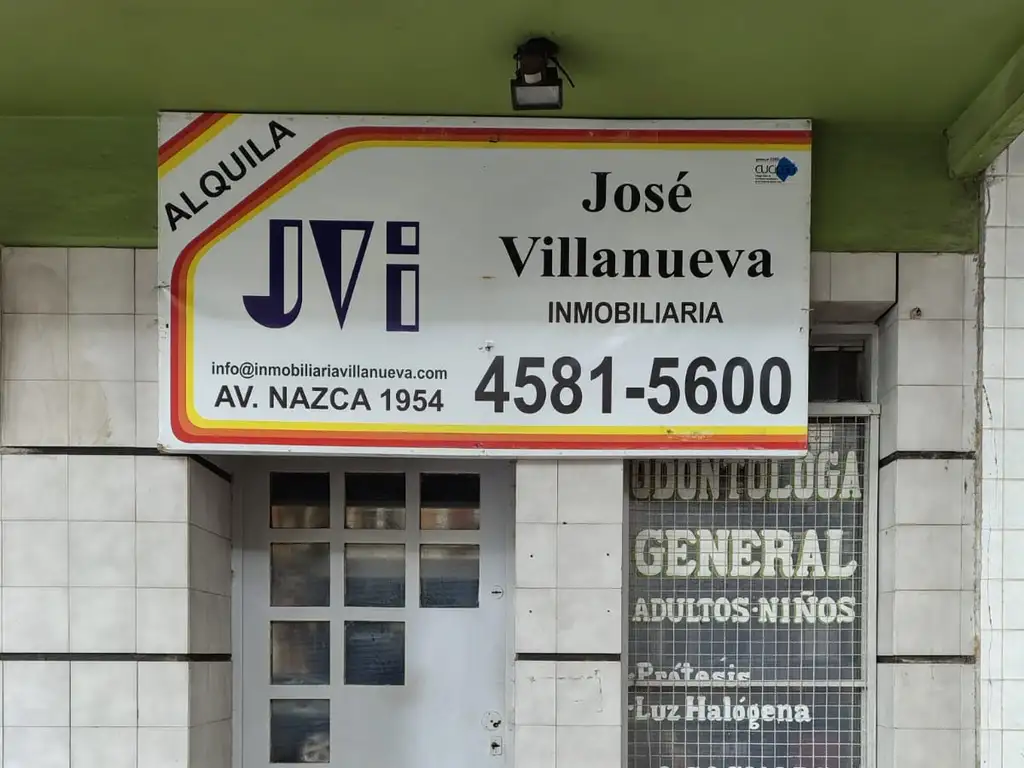 ALQUILA
JVi
José
Villanueva
INMOBILIARIA
info@inmobiliariavillanueva.com
AV. NAZCA 1954
4581-5600
ODONTOLOGA
GENERAL
ADULTOS-NIÑOS
-Prótesis
-Luz Halógena